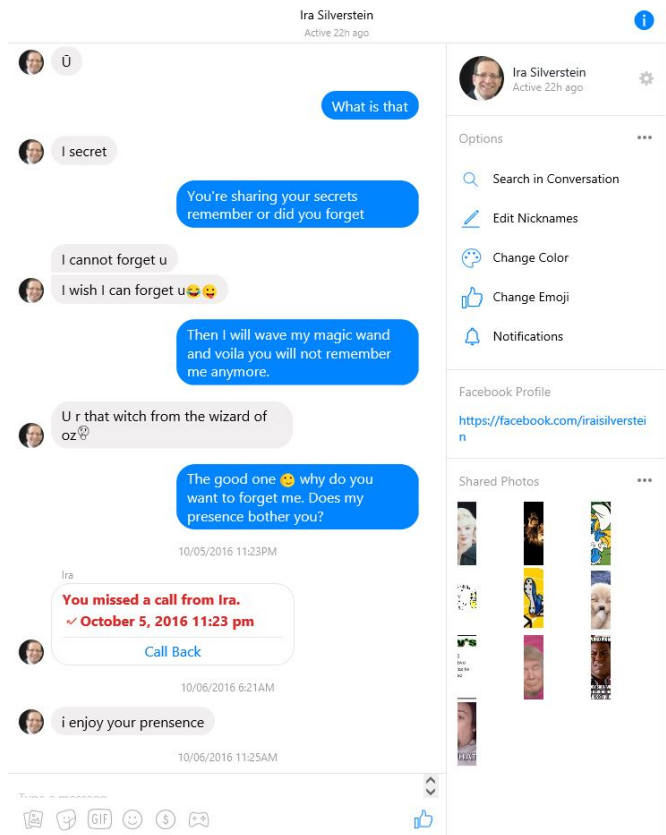 Ira Silverstein
Active 22h ago
Ū
What is that
I secret
You're sharing your secrets
remember or did you forget
I cannot forget u
I wish I can forget u😂😜
Then I will wave my magic wand
and voila you will not remember
me anymore.
U r that witch from the wizard of
oz
The good one 🙂 why do you
want to forget me. Does my
presence bother you?
10/05/2016 11:23PM
Ira
You missed a call from Ira.
October 5, 2016 11:23 pm
Call Back
10/06/2016 6:21AM
i enjoy your prensence
10/06/2016 11:25AM
Type a message
GIF
$
Ira Silverstein
Active 22h ago
Options
Search in Conversation
Edit Nicknames
Change Color
Change Emoji
Notifications
Facebook Profile
https://facebook.com/iraisilverstei
n
Shared Photos